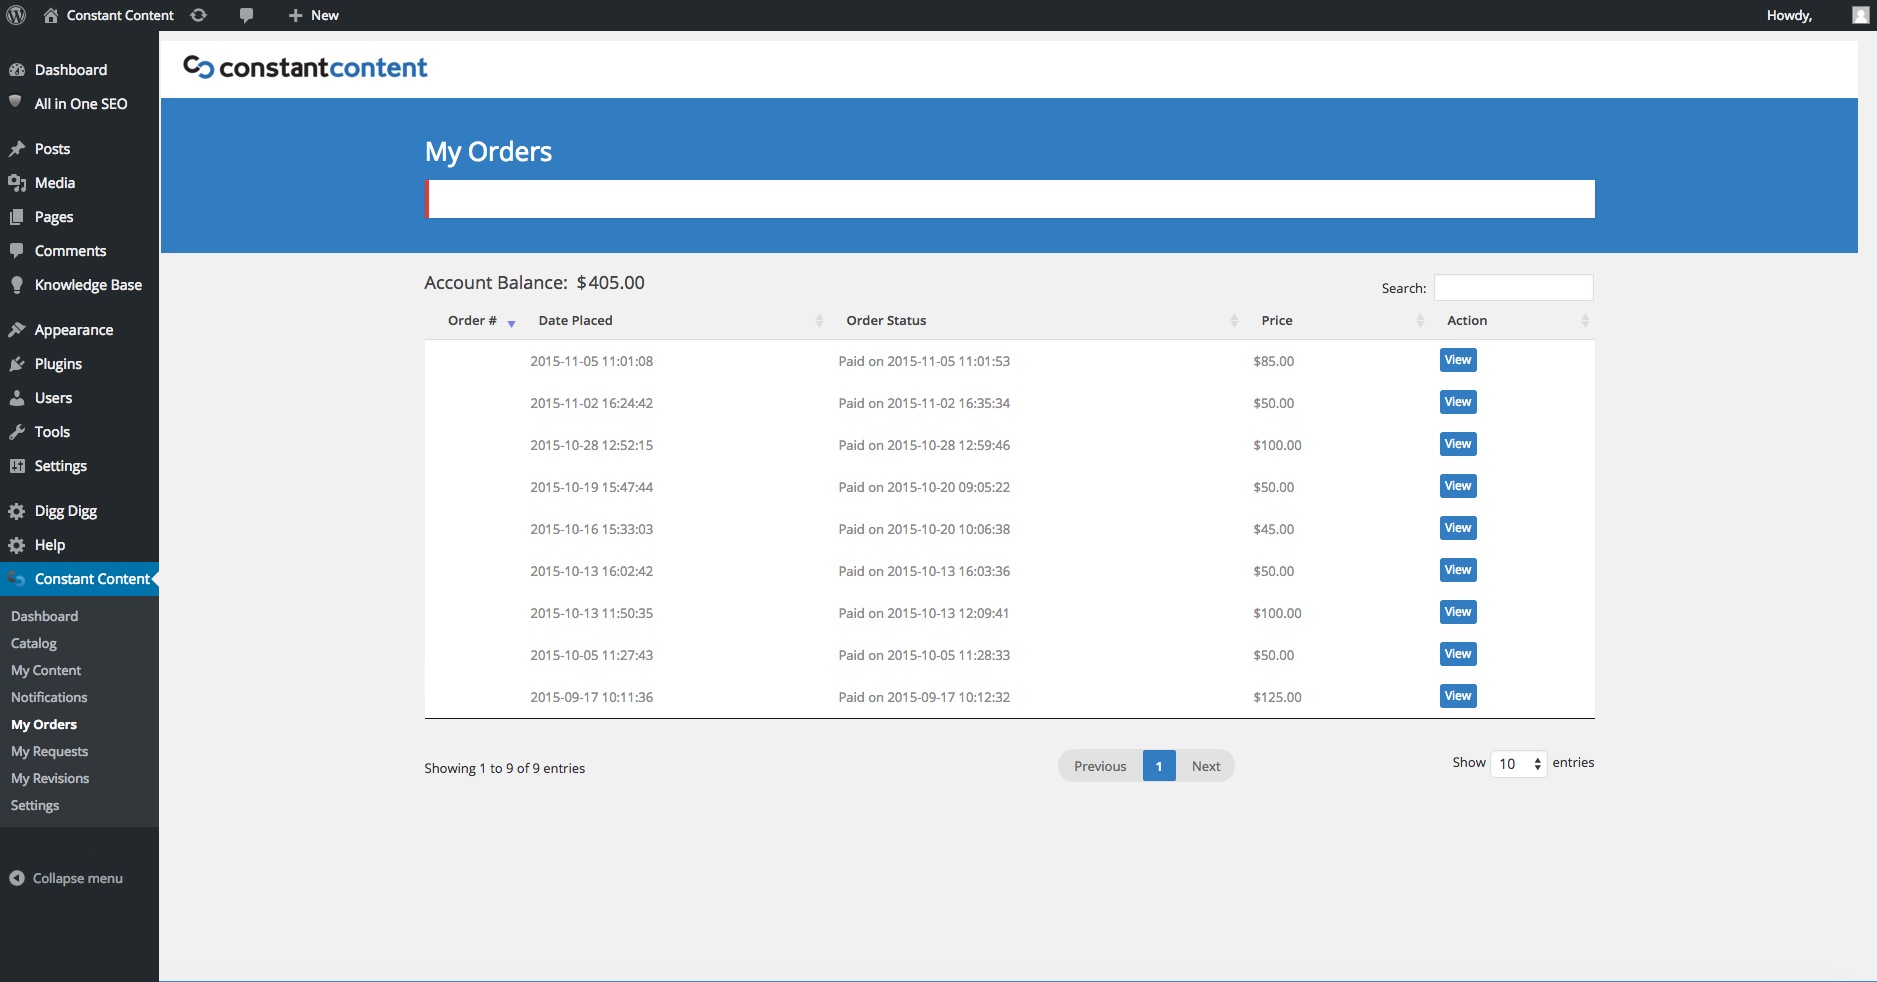 Constant Content
New
Howdy,
Dashboard
All in One SEO
Posts
Media
Pages
Comments
Knowledge Base
Appearance
Plugins
Users
Tools
Settings
Digg Digg
Help
Constant Content
Dashboard
Catalog
My Content
Notifications
My Orders
My Requests
My Revisions
Settings
Collapse menu
constantcontent
My Orders
Account Balance: $405.00
Search:
Order # Date Placed Order Status Price Action
2015-11-05 11:01:08 Paid on 2015-11-05 11:01:53 $85.00 View
2015-11-02 16:24:42 Paid on 2015-11-02 16:35:34 $50.00 View
2015-10-28 12:52:15 Paid on 2015-10-28 12:59:46 $100.00 View
2015-10-19 15:47:44 Paid on 2015-10-20 09:05:22 $50.00 View
2015-10-16 15:33:03 Paid on 2015-10-20 10:06:38 $45.00 View
2015-10-13 16:02:42 Paid on 2015-10-13 16:03:36 $50.00 View
2015-10-13 11:50:35 Paid on 2015-10-13 12:09:41 $100.00 View
2015-10-05 11:27:43 Paid on 2015-10-05 11:28:33 $50.00 View
2015-09-17 10:11:36 Paid on 2015-09-17 10:12:32 $125.00 View
Showing 1 to 9 of 9 entries
Previous 1 Next
Show 10 entries